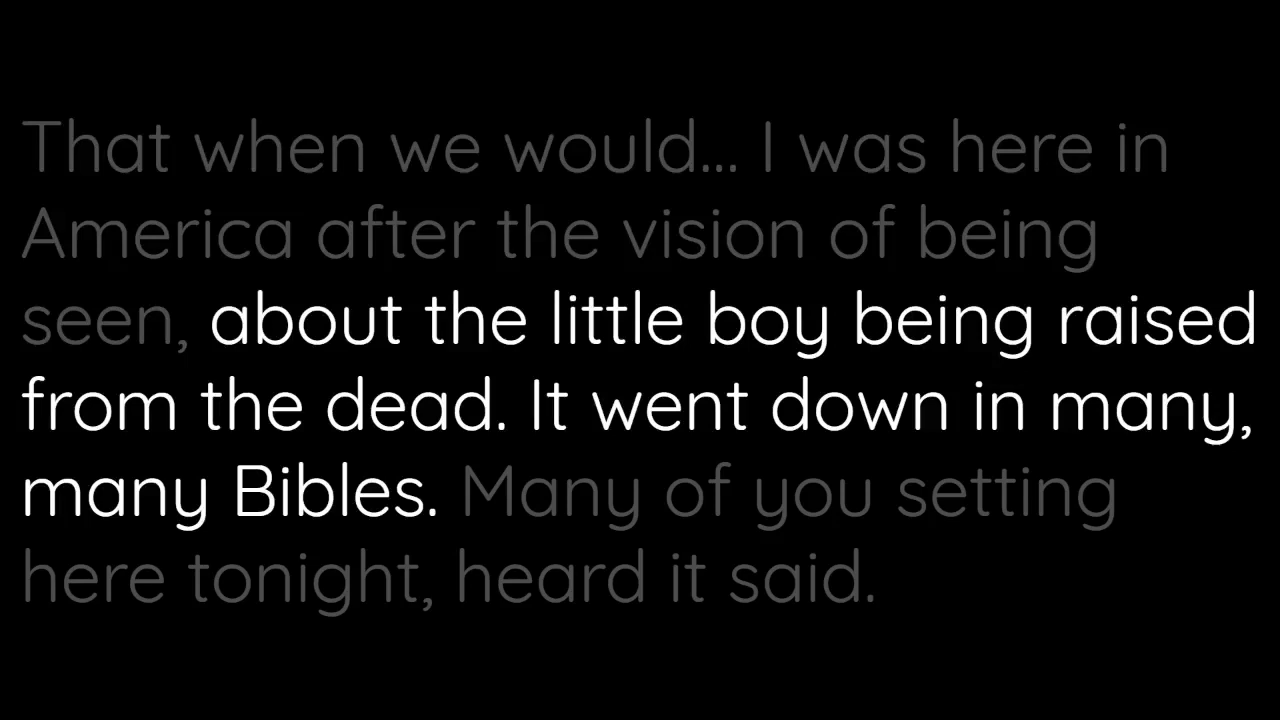 That when we would... I was here in
America after the vision of being
seen, about the little boy being raised
from the dead. It went down in many,
many Bibles. Many of you setting
here tonight, heard it said.